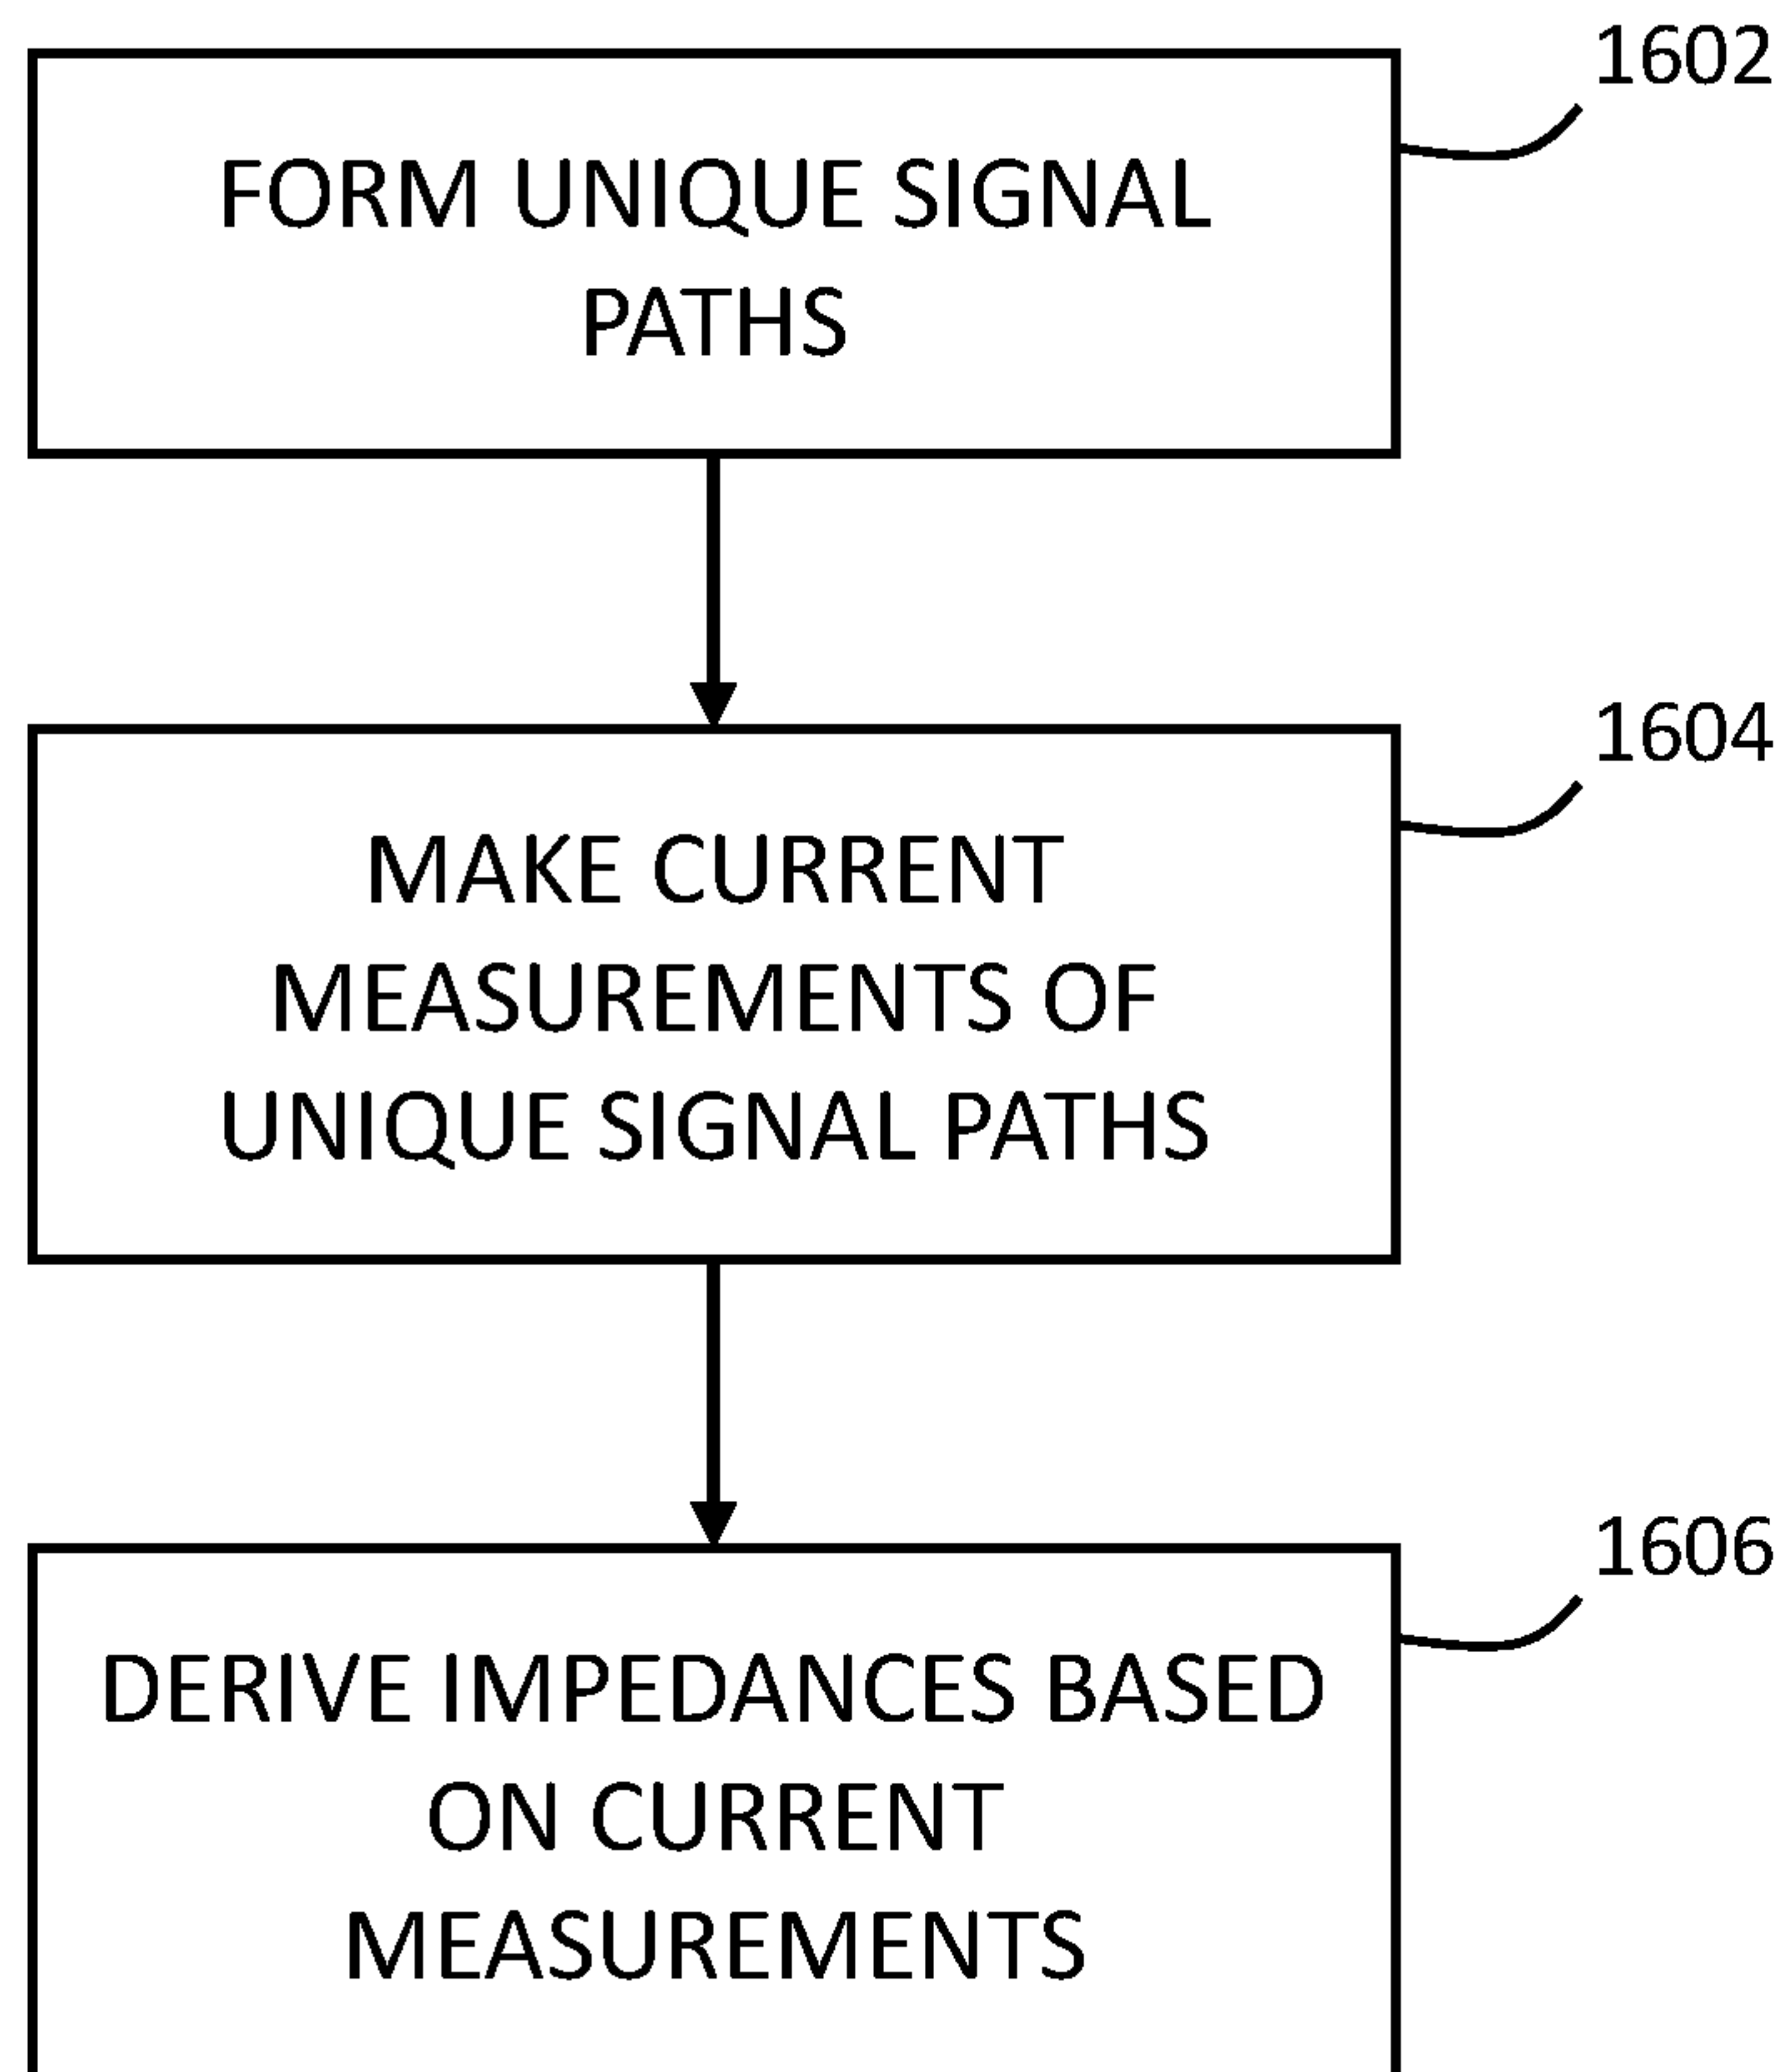 1602
FORM UNIQUE SIGNAL
PATHS
1604
MAKE CURRENT
MEASUREMENTS OF
UNIQUE SIGNAL PATHS
1606
DERIVE IMPEDANCES BASED
ON CURRENT
MEASUREMENTS